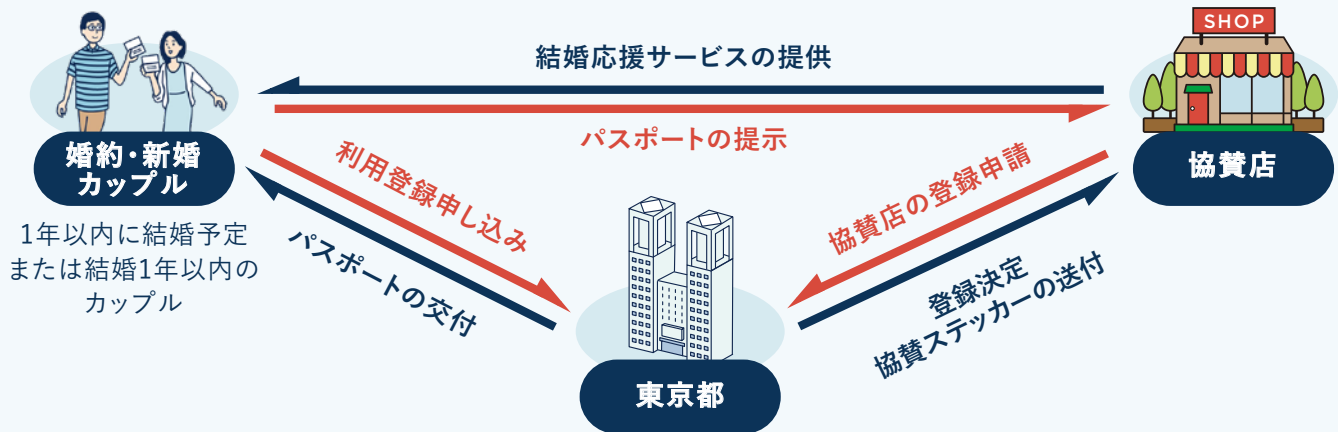 SHOP
結婚応援サービスの提供
パスポートの提示
婚約・新婚
カップル
1年以内に結婚予定
または結婚1年以内の
カップル
利用登録申し込み
パスポートの交付
協賛店
協賛店の登録申請
登録決定
協賛ステッカーの送付
東京都